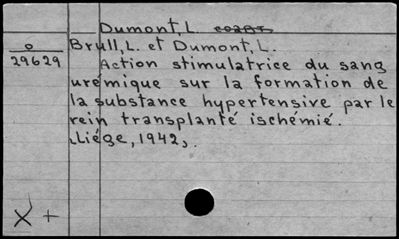 Dumont, L.
o
29629
Brull, L. et Dumont, L.
Action stimulatrice du sang
urémique sur la formation de
la substance hypertensive par le
rein transplanté ischémié.
Liége, 1942,.
X +